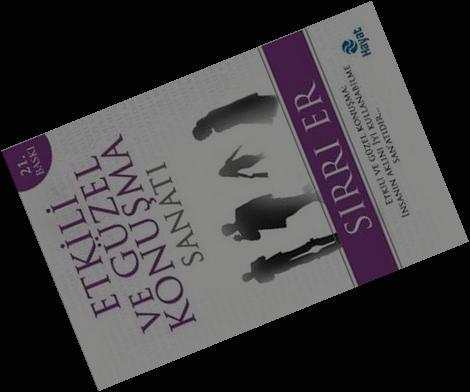 21.
BASKI
ETKİLİ
VE GÜZEL
KONUŞMA
SANATI
SIRRI ER
ETKİLİ VE GÜZEL KONUŞMA;
İNSANIN AKLINI İYİ KULLANABİLME
SANATIDIR...
Hayat